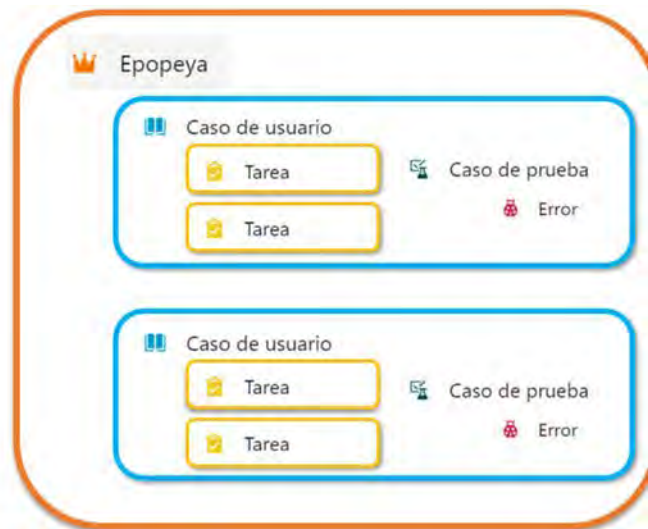 Epopeya
Caso de usuario
Tarea
Caso de prueba
Tarea
Error
Caso de usuario
Tarea
Caso de prueba
Tarea
Error